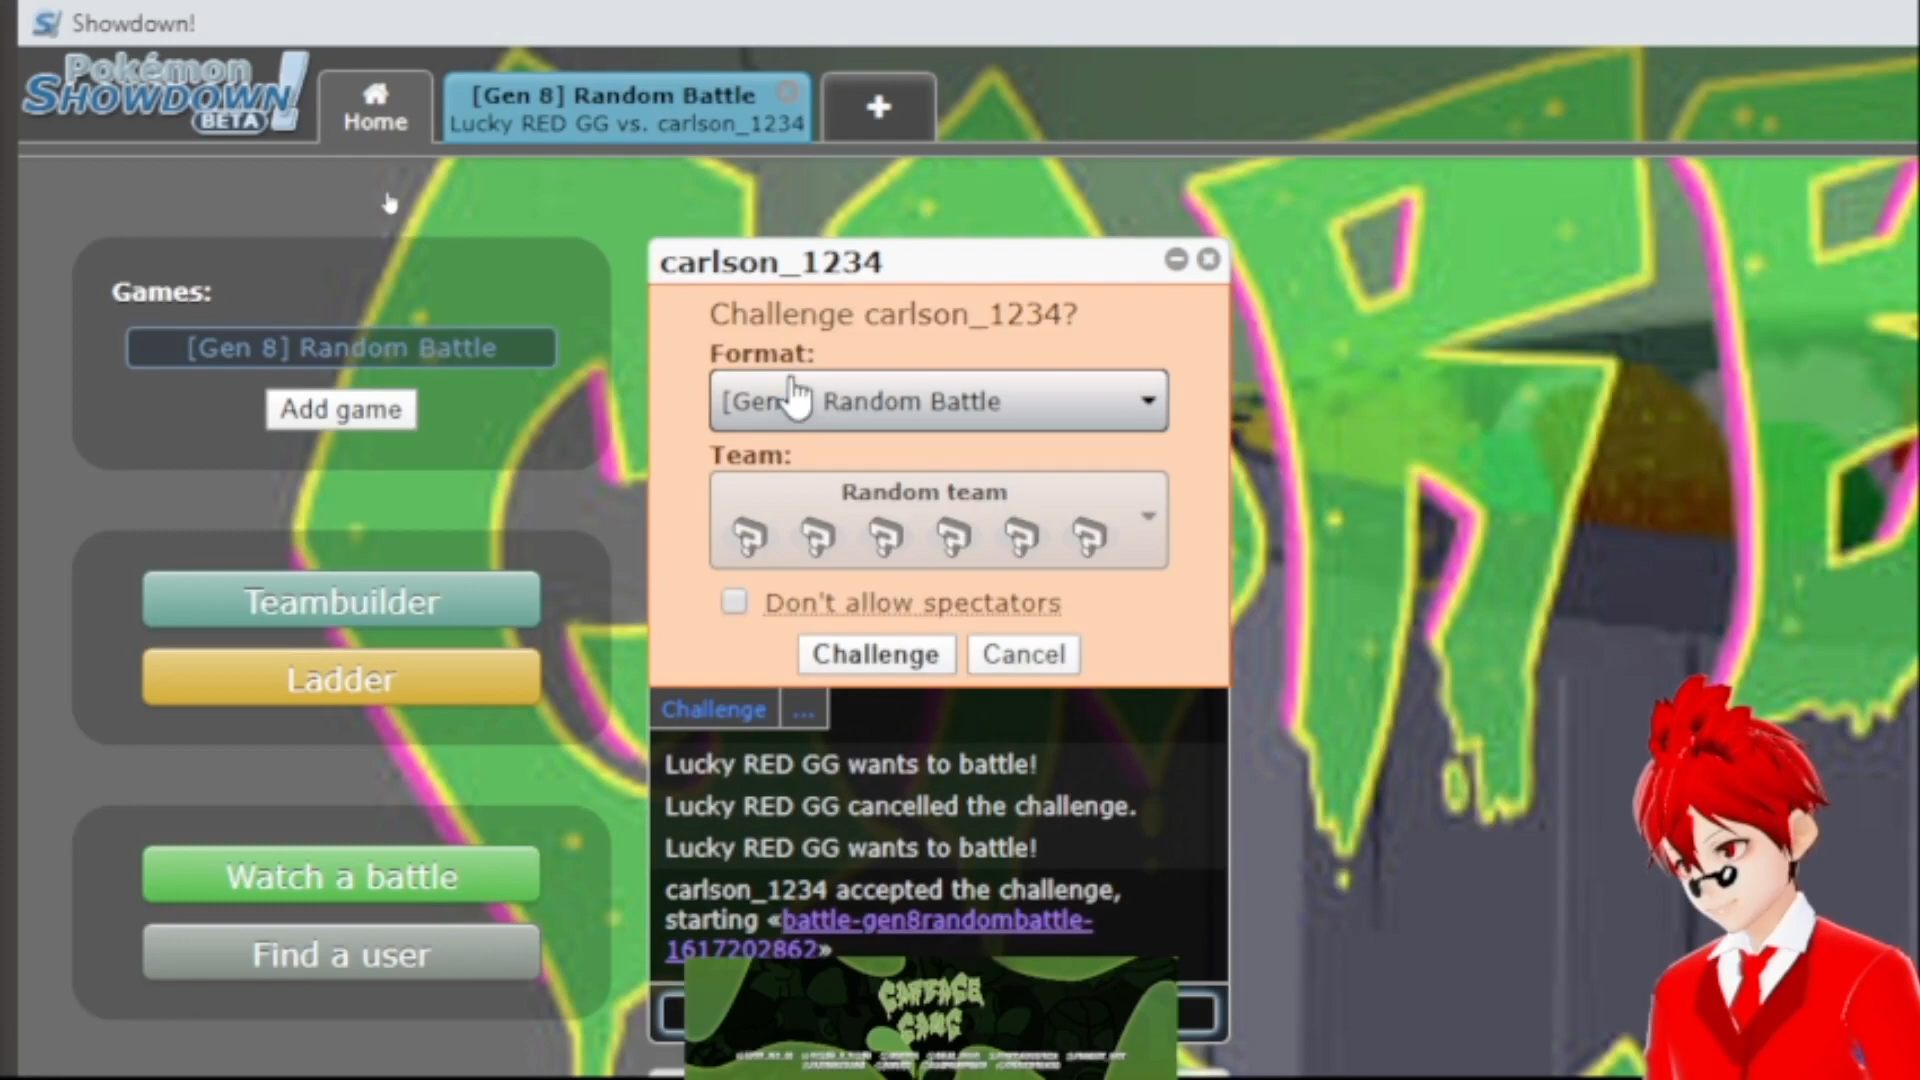 Showdown!
Pokémon
SHOWDOWN!
BETA
Home
[Gen 8] Random Battle
Lucky RED GG vs. carlson_1234
Games:
[Gen 8] Random Battle
Add game
Teambuilder
Ladder
Watch a battle
Find a user
carlson_1234
Challenge carlson_1234?
Format:
[Gen Random Battle
Team:
Random team
Don't allow spectators
Challenge Cancel
Challenge ...
Lucky RED GG wants to battle!
Lucky RED GG cancelled the challenge.
Lucky RED GG wants to battle!
carlson_1234 accepted the challenge,
starting «battle-gen8randombattle-
1617202862»
GARBAGE
GANG